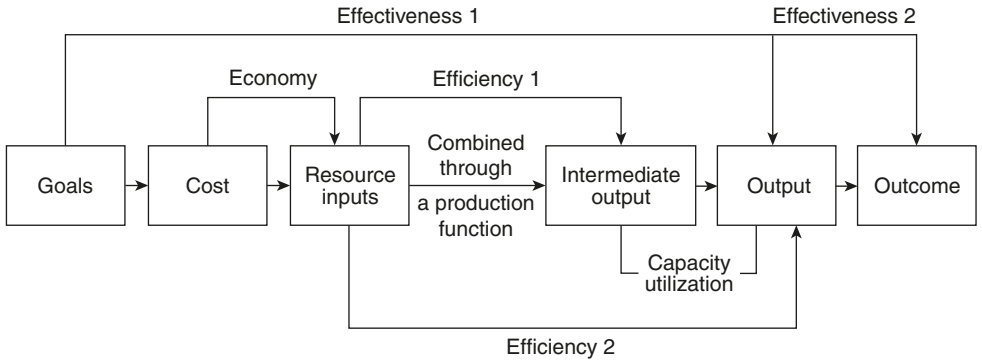 Effectiveness 1
Effectiveness 2
Economy
Efficiency 1
Goals
Cost
Resource
inputs
Combined
through
a production
function
Intermediate
output
Output
Outcome
Capacity
utilization
Efficiency 2